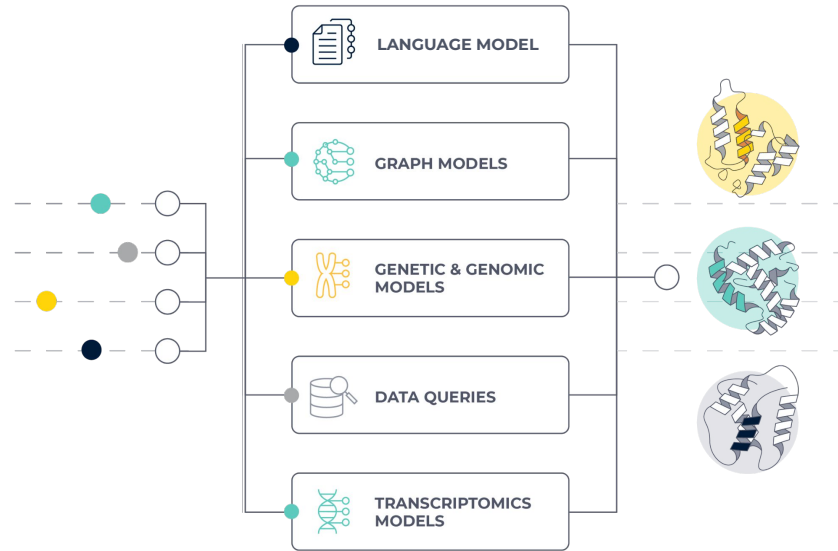 LANGUAGE MODEL
GRAPH MODELS
GENETIC & GENOMIC
MODELS
DATA QUERIES
TRANSCRIPTOMICS
MODELS